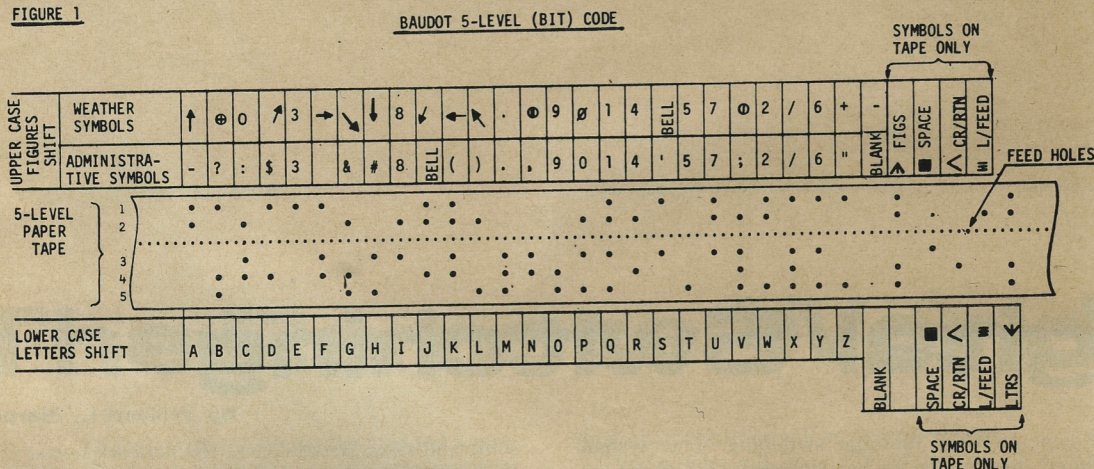 FIGURE 1
BAUDOT 5-LEVEL (BIT) CODE
SYMBOLS ON
TAPE ONLY
UPPER CASE
FIGURES
SHIFT
WEATHER
SYMBOLS
↑ ⊕ O ↗ 3 → ↘ ↓ 8 ↙ ← ↖ . ⦶ 9 Ø 1 4 BELL 5 7 ⦶ 2 / 6 + -
ADMINISTRA-
TIVE SYMBOLS
- ? : $ 3 & # 8 BELL ( ) . , 9 0 1 4 ' 5 7 ; 2 / 6 " BLANK
FIGS
■ SPACE
< CR/RTN
≡ L/FEED
FEED HOLES
5-LEVEL
PAPER
TAPE
1
2
3
4
5
LOWER CASE
LETTERS SHIFT
A B C D E F G H I J K L M N O P Q R S T U V W X Y Z
BLANK
SPACE ■
CR/RTN <
L/FEED ≡
LTRS
SYMBOLS ON
TAPE ONLY